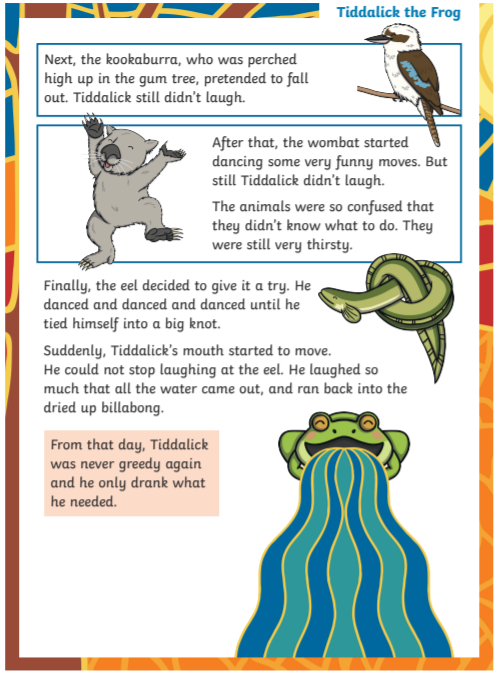 Tiddalick the Frog
Next, the kookaburra, who was perched
high up in the gum tree, pretended to fall
out. Tiddalick still didn't laugh.
After that, the wombat started
dancing some very funny moves. But
still Tiddalick didn't laugh.
The animals were so confused that
they didn't know what to do. They
were still very thirsty.
Finally, the eel decided to give it a try. He
danced and danced and danced until he
tied himself into a big knot.
Suddenly, Tiddalick's mouth started to move.
He could not stop laughing at the eel. He laughed so
much that all the water came out, and ran back into the
dried up billabong.
From that day, Tiddalick
was never greedy again
and he only drank what
he needed.